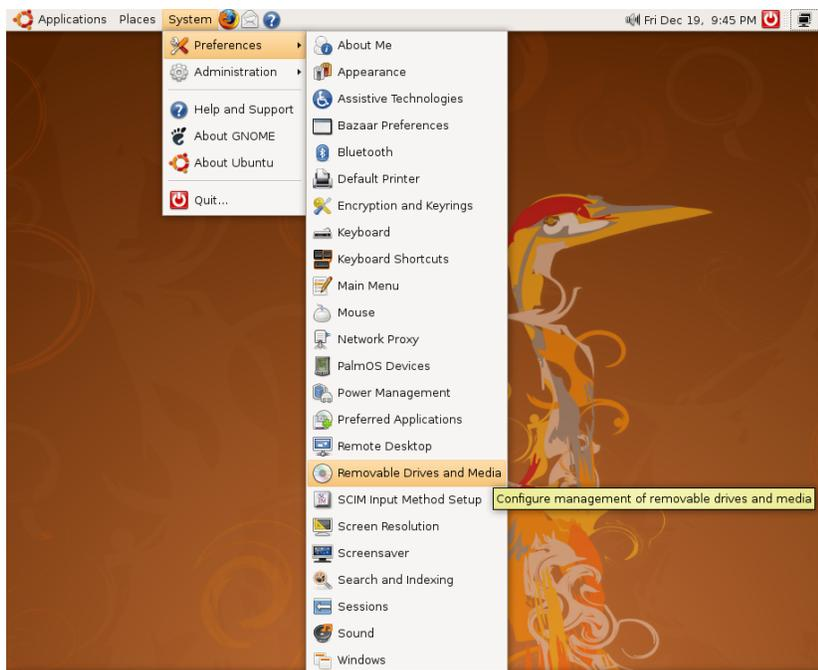 Applications Places System Fri Dec 19, 9:45 PM
Preferences
Administration
Help and Support
About GNOME
About Ubuntu
Quit...
About Me
Appearance
Assistive Technologies
Bazaar Preferences
Bluetooth
Default Printer
Encryption and Keyrings
Keyboard
Keyboard Shortcuts
Main Menu
Mouse
Network Proxy
PalmOS Devices
Power Management
Preferred Applications
Remote Desktop
Removable Drives and Media
SCIM Input Method Setup
Configure management of removable drives and media
Screen Resolution
Screensaver
Search and Indexing
Sessions
Sound
Windows